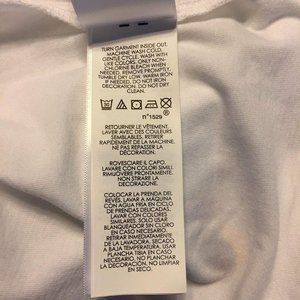 TURN GARMENT INSIDE OUT.
MACHINE WASH COLD,
GENTLE CYCLE. WASH WITH
LIKE COLORS. ONLY NON-
CHLORINE BLEACH WHEN
NEEDED. REMOVE PROMPTLY,
TUMBLE DRY LOW, WARM IRON
IF NEEDED. DO NOT IRON
DECORATION. DO NOT DRY
CLEAN.
n°1529
RETOURNER LE VÊTEMENT.
LAVER AVEC DES COULEURS
SEMBLABLES. RETIRER
RAPIDEMENT DE LA MACHINE.
NE PAS REPASSER LA
DÉCORATION.
ROVESCIARE IL CAPO.
LAVARE CON COLORI SIMILI.
RIMUOVERE PRONTAMENTE.
NON STIRARE LA
DECORAZIONE.
COLOCAR LA PRENDA DEL
REVÉS, LAVAR A MÁQUINA
CON AGUA FRÍA EN CICLO
DE PRENDAS DELICADAS.
LAVAR CON COLORES
SIMILARES. SOLO USAR
BLANQUEADOR SIN CLORO
EN CASO NECESARIO.
RETIRAR INMEDIATAMENTE
DE LA LAVADORA, SECADO
A BAJA TEMPERATURA. USAR
PLANCHA TIBIA EN CASO
NECESARIO. NO PLANCHAR
LA DECORACIÓN. NO LIMPIAR
EN SECO.